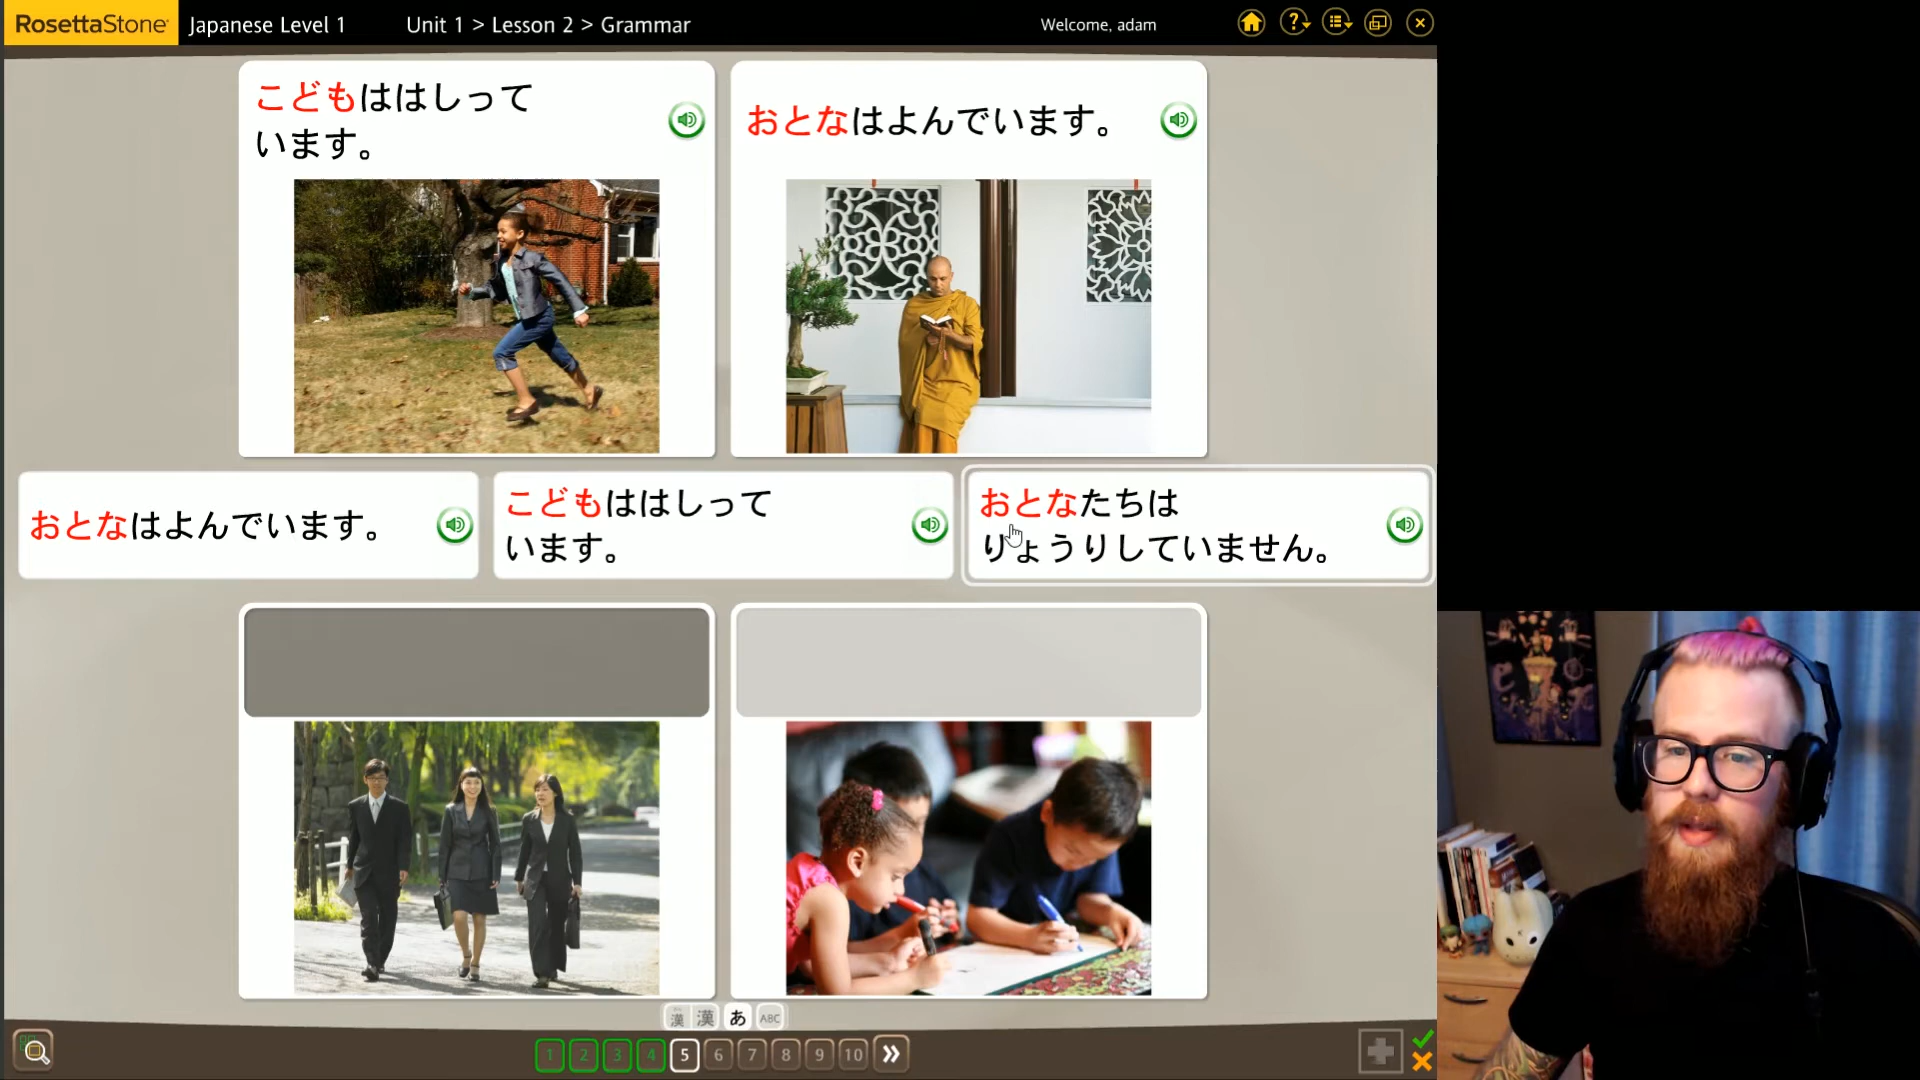 RosettaStone
Japanese Level 1
Unit 1 > Lesson 2 > Grammar
Welcome, adam
こどもははしって
います。
おとなはよんでいます。
おとなはよんでいます。
こどもははしって
います。
おとなたちは
りょうりしていません。
漢 漢 あ ABC
1 2 3 4 5 6 7 8 9 10